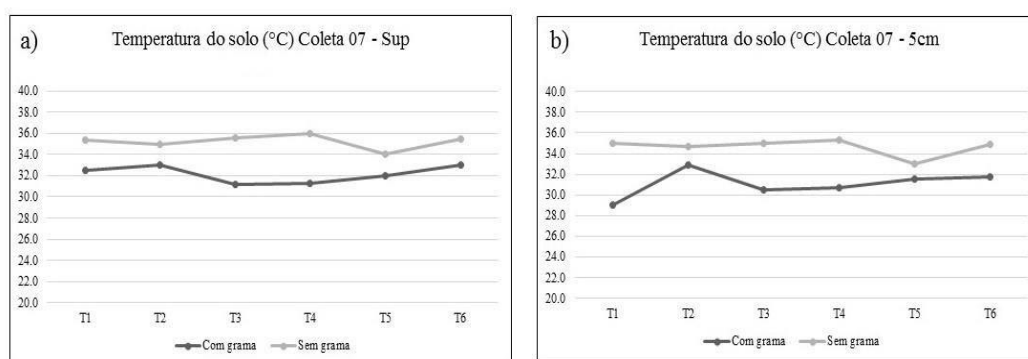 a)
Temperatura do solo (°C) Coleta 07 - Sup
40.0
38.0
36.0
34.0
32.0
30.0
28.0
26.0
24.0
22.0
20.0
T1 T2 T3 T4 T5 T6
Com grama Sem grama
b)
Temperatura do solo (°C) Coleta 07 - 5cm
40.0
38.0
36.0
34.0
32.0
30.0
28.0
26.0
24.0
22.0
20.0
T1 T2 T3 T4 T5 T6
Com grama Sem grama